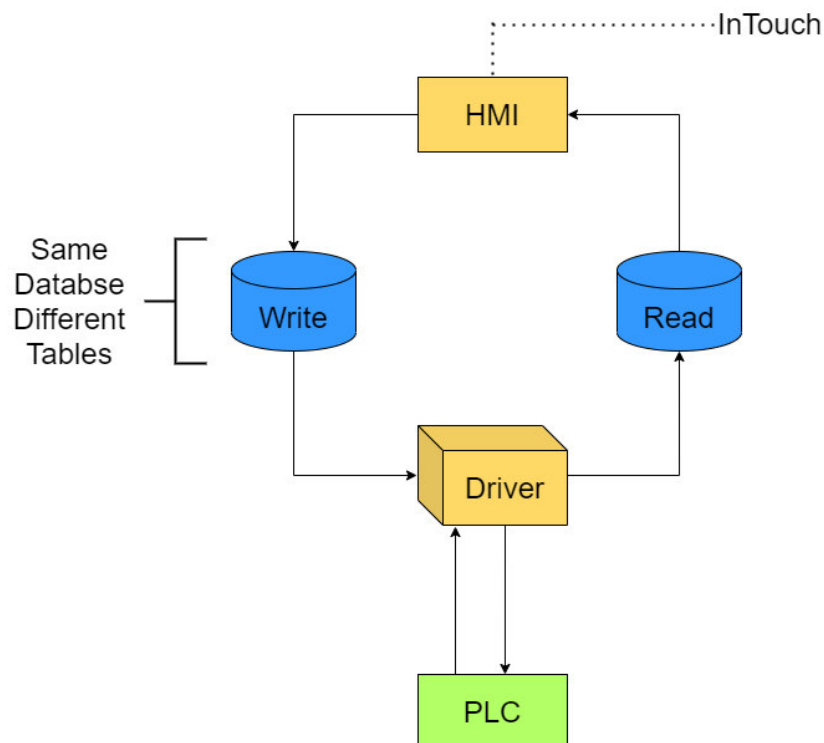 InTouch
HMI
Same
Databse
Different
Tables
Write
Read
Driver
PLC